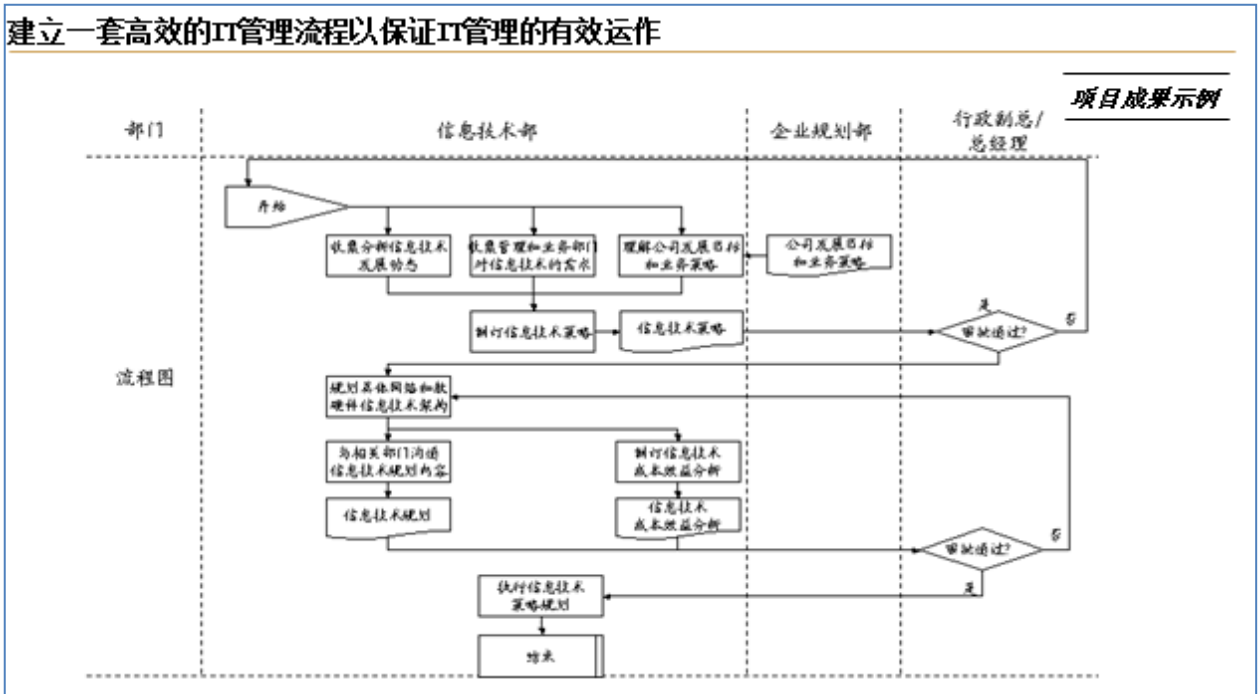 建立一套高效的IT管理流程以保证IT管理的有效运作
项目成果示例
部门
信息技术部
企业规划部
行政副总/
总经理
开始
收集分析信息技术
发展动态
收集管理和业务部门
对信息技术的需求
理解公司发展目标
和业务策略
公司发展目标
和业务策略
制订信息技术策略
信息技术策略
是
审批通过?
否
流程图
规划具体网络和软
硬件信息技术架构
与相关部门沟通
信息技术规划内容
制订信息技术
成本效益分析
信息技术规划
信息技术
成本效益分析
审批通过?
否
是
执行信息技术
策略规划
结束